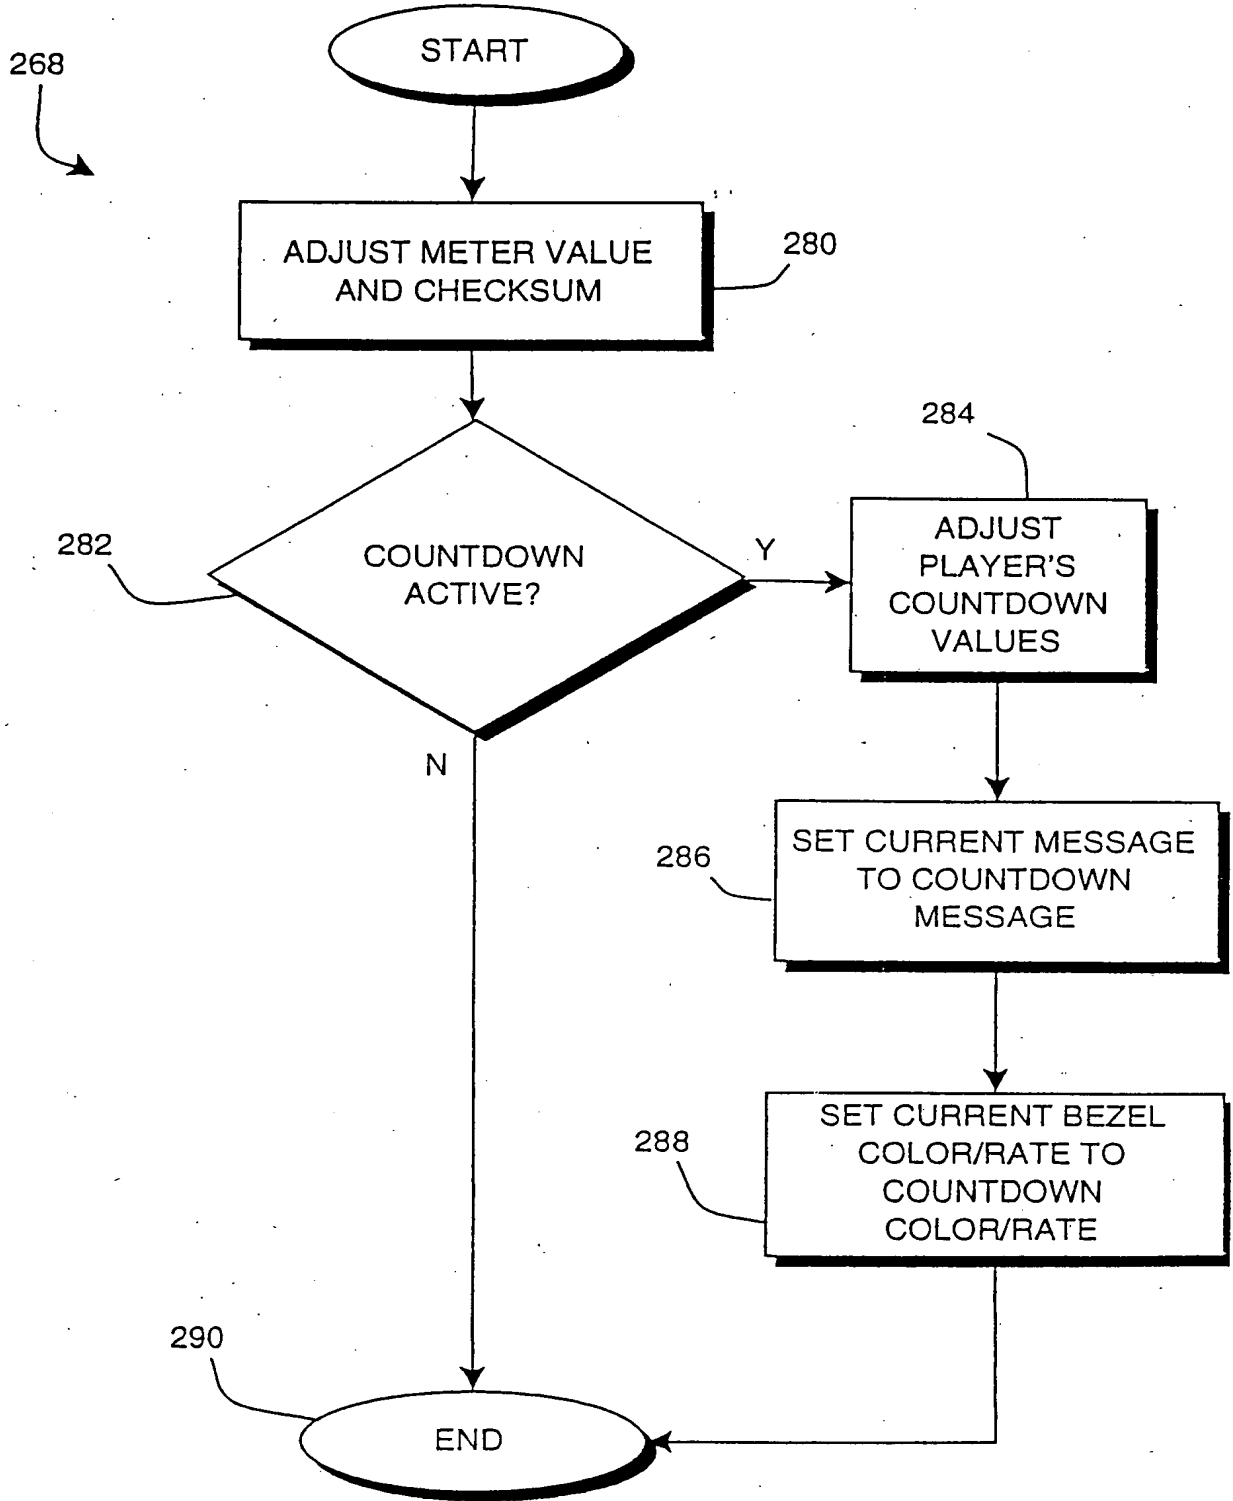 START
268
ADJUST METER VALUE
AND CHECKSUM
280
COUNTDOWN
ACTIVE?
282
Y
N
284
ADJUST
PLAYER'S
COUNTDOWN
VALUES
286
SET CURRENT MESSAGE
TO COUNTDOWN
MESSAGE
288
SET CURRENT BEZEL
COLOR/RATE TO
COUNTDOWN
COLOR/RATE
290
END